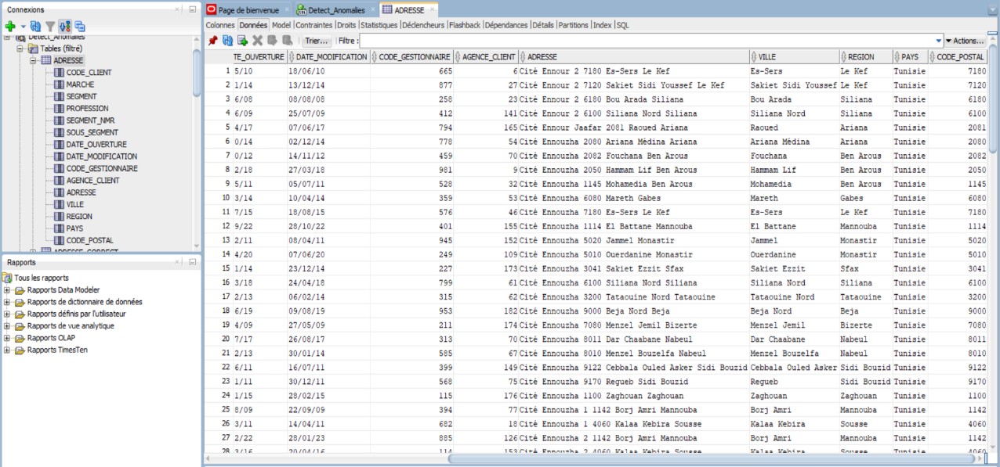 Connexions
Detect_Anomalies
Tables (filtré)
ADRESSE
CODE_CLIENT
MARCHE
SEGMENT
PROFESSION
SEGMENT_NMR
SOUS_SEGMENT
DATE_OUVERTURE
DATE_MODIFICATION
CODE_GESTIONNAIRE
AGENCE_CLIENT
ADRESSE
VILLE
REGION
PAYS
CODE_POSTAL
ADRESSE_CORRECT
Rapports
Tous les rapports
Rapports Data Modeler
Rapports de dictionnaire de données
Rapports définis par l'utilisateur
Rapports de vue analytique
Rapports OLAP
Rapports TimesTen
Page de bienvenue Detect_Anomalies ADRESSE
Colonnes Données Model Contraintes Droits Statistiques Déclencheurs Flashback Dépendances Détails Partitions Index SQL
Trier... Filtre : Actions...
TE_OUVERTURE DATE_MODIFICATION CODE_GESTIONNAIRE AGENCE_CLIENT ADRESSE VILLE REGION PAYS CODE_POSTAL
1 5/10 18/06/10 665 6 Cité Ennour 2 7180 Es-Sers Le Kef Es-Sers Le Kef Tunisie 7180
2 1/14 13/12/14 877 27 Cité Ennour 2 7120 Sakiet Sidi Youssef Le Kef Sakiet Sidi Youssef Le Kef Tunisie 7120
3 6/08 08/08/08 258 23 Cité Ennour 2 6180 Bou Arada Siliana Bou Arada Siliana Tunisie 6180
4 6/09 25/07/09 412 141 Cité Ennour 2 6100 Siliana Nord Siliana Siliana Nord Siliana Tunisie 6100
5 4/17 07/06/17 794 165 Cité Ennour Jaafar 2081 Raoued Ariana Raoued Ariana Tunisie 2081
6 0/14 02/12/14 778 54 Cité Ennouzha 2080 Ariana Médina Ariana Ariana Médina Ariana Tunisie 2080
7 0/12 14/11/12 459 70 Cité Ennouzha 2082 Fouchana Ben Arous Fouchana Ben Arous Tunisie 2082
8 2/18 27/03/18 981 9 Cité Ennouzha 2050 Hammam Lif Ben Arous Hammam Lif Ben Arous Tunisie 2050
9 5/11 05/07/11 528 32 Cité Ennouzha 1145 Mohamedia Ben Arous Mohamedia Ben Arous Tunisie 1145
10 3/14 10/04/14 359 53 Cité Ennouzha 6080 Mareth Gabes Mareth Gabes Tunisie 6080
11 7/15 18/08/15 576 46 Cité Ennouzha 7180 Es-Sers Le Kef Es-Sers Le Kef Tunisie 7180
12 9/22 28/10/22 401 155 Cité Ennouzha 1114 El Battane Mannouba El Battane Mannouba Tunisie 1114
13 2/11 08/04/11 945 152 Cité Ennouzha 5020 Jammel Monastir Jammel Monastir Tunisie 5020
14 4/20 07/06/20 249 109 Cité Ennouzha 5010 Ouerdanine Monastir Ouerdanine Monastir Tunisie 5010
15 1/14 23/12/14 227 173 Cité Ennouzha 3041 Sakiet Ezzit Sfax Sakiet Ezzit Sfax Tunisie 3041
16 3/18 24/04/18 799 61 Cité Ennouzha 6100 Siliana Nord Siliana Siliana Nord Siliana Tunisie 6100
17 2/13 06/02/14 315 62 Cité Ennouzha 3200 Tataouine Nord Tataouine Tataouine Nord Tataouine Tunisie 3200
18 6/19 09/08/19 953 182 Cité Ennouzha 9000 Beja Nord Beja Beja Nord Beja Tunisie 9000
19 4/09 27/05/09 211 174 Cité Ennouzha 7080 Menzel Jemil Bizerte Menzel Jemil Bizerte Tunisie 7080
20 7/17 26/08/17 313 70 Cité Ennouzha 8011 Dar Chaabane Nabeul Dar Chaabane Nabeul Tunisie 8011
21 2/13 30/01/14 585 67 Cité Ennouzha 8010 Menzel Bouzelfa Nabeul Menzel Bouzelfa Nabeul Tunisie 8010
22 6/11 16/07/11 399 149 Cité Ennouzha 9122 Cebbala Ouled Asker Sidi Bouzid Cebbala Ouled Asker Sidi Bouzid Tunisie 9122
23 1/11 30/12/11 568 75 Cité Ennouzha 9170 Regueb Sidi Bouzid Regueb Sidi Bouzid Tunisie 9170
24 1/15 28/02/15 115 176 Cité Ennouzha 1100 Zaghouan Zaghouan Zaghouan Zaghouan Tunisie 1100
25 8/09 22/09/09 394 77 Cité Ennouzha 1 1142 Borj Amri Mannouba Borj Amri Mannouba Tunisie 1142
26 3/11 14/04/11 682 18 Cité Ennouzha 1 4060 Kalaa Kebira Sousse Kalaa Kebira Sousse Tunisie 4060
27 2/22 28/01/23 885 126 Cité Ennouzha 2 1142 Borj Amri Mannouba Borj Amri Mannouba Tunisie 1142
28 3/16 20/04/16 114 153 Cité Ennouzha 2 4060 Kalaa Kebira Sousse Kalaa Kebira Sousse Tunisie 4060